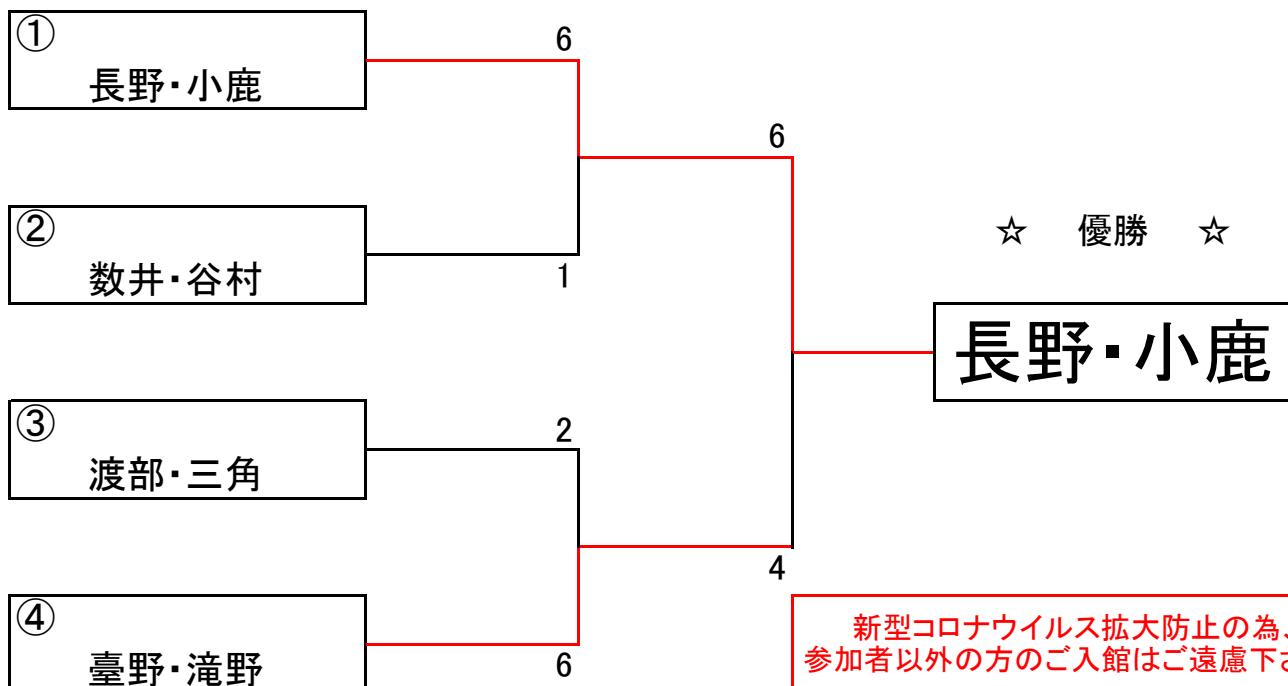 ①
長野・小鹿
6
6
②
数井・谷村
1
☆ 優勝 ☆
長野・小鹿
③
渡部・三角
2
4
④
臺野・滝野
6
新型コロナウイルス拡大防止の為、
参加者以外の方のご入館はご遠慮下さ